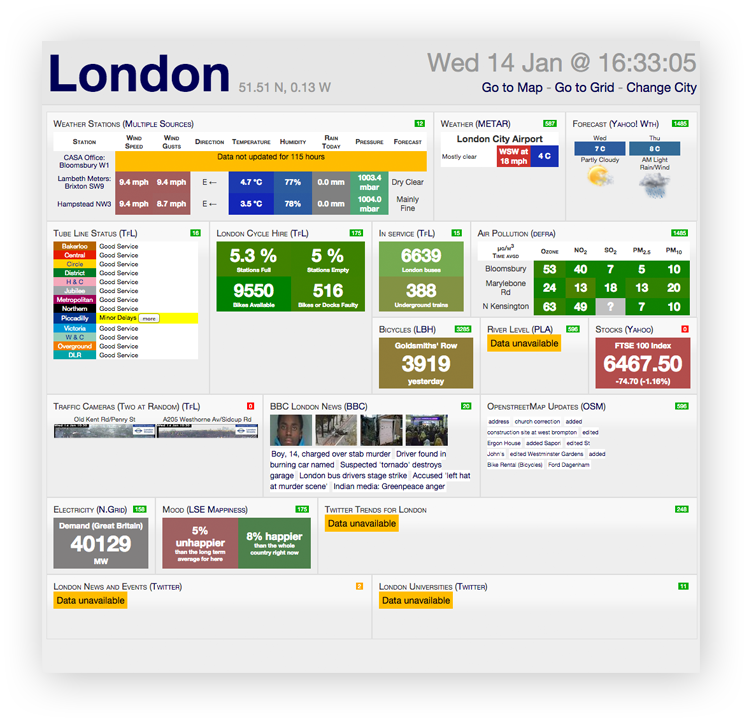 London 51.51 N, 0.13 W
Wed 14 Jan @ 16:33:05
Go to Map - Go to Grid - Change City
Weather Stations (Multiple Sources) 12
Station Wind Speed Wind Gusts Direction Temperature Humidity Rain Today Pressure Forecast
CASA Office: Bloomsbury W1 Data not updated for 115 hours
Lambeth Meters: Brixton SW9 9.4 mph 9.4 mph E ← 4.7 °C 77% 0.0 mm 1003.4 mbar Dry Clear
Hampstead NW3 9.4 mph 8.7 mph E ← 3.5 °C 78% 0.0 mm 1004.0 mbar Mainly Fine
Weather (METAR) 587
London City Airport
Mostly clear WSW at 18 mph 4 C
Forecast (Yahoo! Wth) 1485
Wed Thu
7 C 8 C
Partly Cloudy AM Light Rain/Wind
Tube Line Status (TfL) 16
Bakerloo Good Service
Central Good Service
Circle Good Service
District Good Service
H & C Good Service
Jubilee Good Service
Metropolitan Good Service
Northern Good Service
Piccadilly Minor Delays more
Victoria Good Service
W & C Good Service
Overground Good Service
DLR Good Service
London Cycle Hire (TfL) 175
5.3 % 5 %
Stations Full Stations Empty
9550 516
Bikes Available Bikes or Docks Faulty
In service (TfL) 15
6639
London buses
388
Underground trains
Air Pollution (defra) 1485
µg/m³ Time avgd Ozone NO2 SO2 PM2.5 PM10
Bloomsbury 53 40 7 5 10
Marylebone Rd 24 13 18 13 20
N Kensington 63 49 ? 7 10
Bicycles (LBH) 3285
Goldsmiths' Row
3919
yesterday
River Level (PLA) 596
Data unavailable
Stocks (Yahoo) 6
FTSE 100 Index
6467.50
-74.70 (-1.16%)
Traffic Cameras (Two at Random) (TfL) 0
Old Kent Rd/Penry St A205 Westhorne Av/Sidcup Rd
BBC London News (BBC) 20
Boy, 14, charged over stab murder Driver found in
burning car named Suspected 'tornado' destroys
garage London bus drivers stage strike Accused 'left hat
at murder scene' Indian media: Greenpeace anger
OpenstreetMap Updates (OSM) 596
address church correction added
construction site at west brompton edited
Ergon House added Sapori edited St
John's edited Westminster Gardens added
Bike Rental (Bicycles) Ford Dagenham
Electricity (N.Grid) 158
Demand (Great Britain)
40129
MW
Mood (LSE Mappiness) 175
5% unhappier than the long term average for here
8% happier than the whole country right now
Twitter Trends for London 248
Data unavailable
London News and Events (Twitter) 2
Data unavailable
London Universities (Twitter) 11
Data unavailable